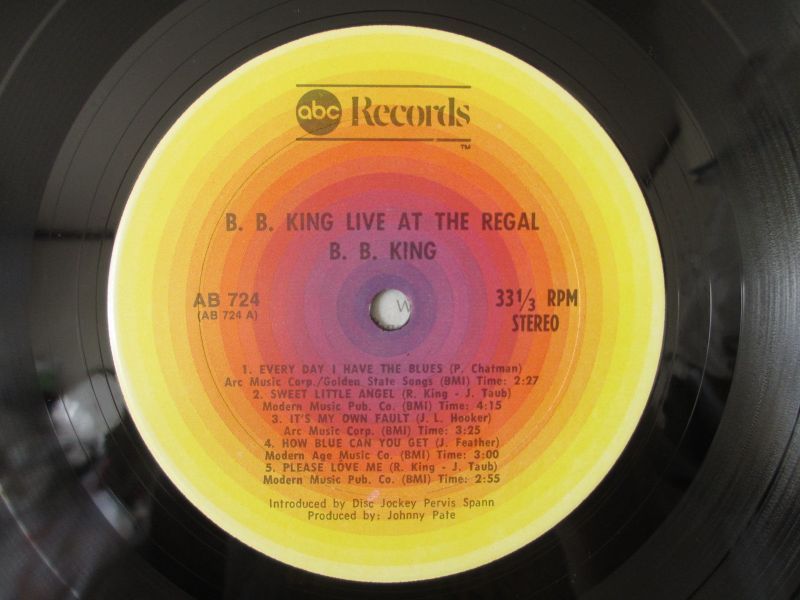 abc Records
TM
B. B. KING LIVE AT THE REGAL
B. B. KING
AB 724
(AB 724 A)
33 1/3 RPM
STEREO
W
1. EVERY DAY I HAVE THE BLUES (P. Chatman)
Arc Music Corp./Golden State Songs (BMI) Time: 2:27
2. SWEET LITTLE ANGEL (R. King - J. Taub)
Modern Music Pub. Co. (BMI) Time: 4:15
3. IT'S MY OWN FAULT (J. L. Hooker)
Arc Music Corp. (BMI) Time: 3:25
4. HOW BLUE CAN YOU GET (J. Feather)
Modern Age Music Co. (BMI) Time: 3:00
5. PLEASE LOVE ME (R. King - J. Taub)
Modern Music Pub. Co. (BMI) Time: 2:55
Introduced by Disc Jockey Pervis Spann
Produced by: Johnny Pate